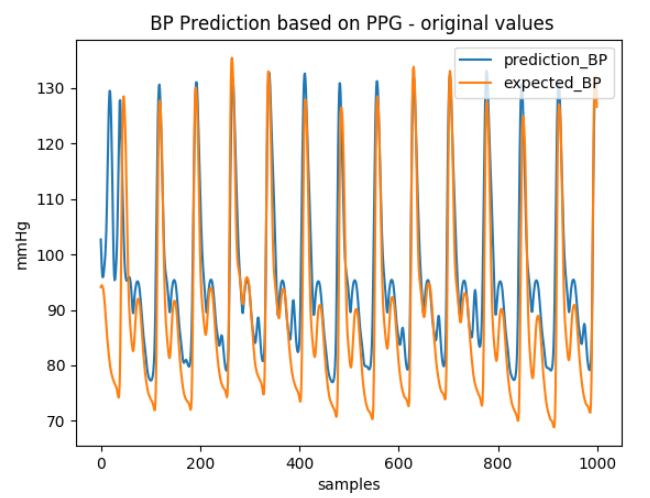 BP Prediction based on PPG - original values
prediction_BP
expected_BP
mmHg
130
120
110
100
90
80
70
0
200
400
600
800
1000
samples